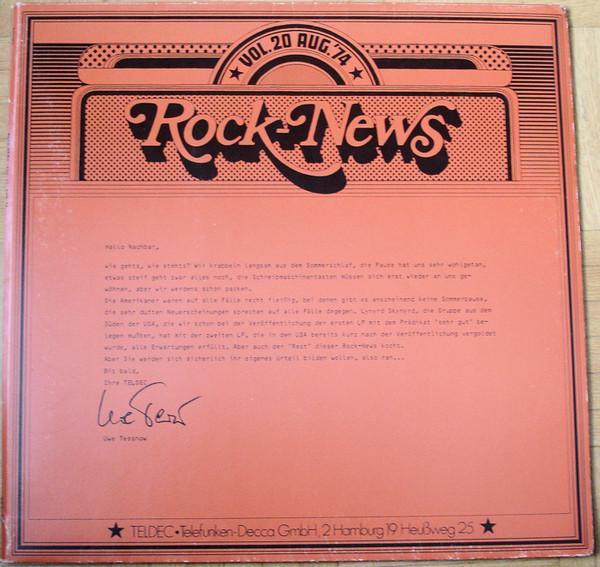 VOL.20 AUG.'74
Rock-News
Hallo Nachbar,
wie gehts, wie stehts? Wir krabbeln langsam aus dem Sommerschlaf, die Pause hat uns sehr wohlgetan,
etwas steif geht zwar alles noch, die Schreibmaschinentasten müssen sich erst wieder an uns ge-
wöhnen, aber wir werdens schon packen.
Die Amerikaner waren auf alle Fälle recht fleißig, bei denen gibt es anscheinend keine Sommerpause,
die sehr duften Neuerscheinungen sprechen auf alle Fälle dagegen. Lynyrd Skynyrd, die Gruppe aus dem
Süden der USA, die wir schon bei der Veröffentlichung der ersten LP mit dem Prädikat 'sehr gut' be-
legen mußten, hat mit der zweiten LP, die in den USA bereits kurz nach der Veröffentlichung vergoldet
wurde, alle Erwartungen erfüllt. Aber auch der "Rest" dieser Rock-News kocht.
Aber Sie werden sich sicherlich Ihr eigenes Urteil bilden wollen, also ran...
Bis bald,
Ihre TELDEC
Uwe Tessnow
TELDEC•Telefunken-Decca GmbH, 2 Hamburg 19 Heußweg 25